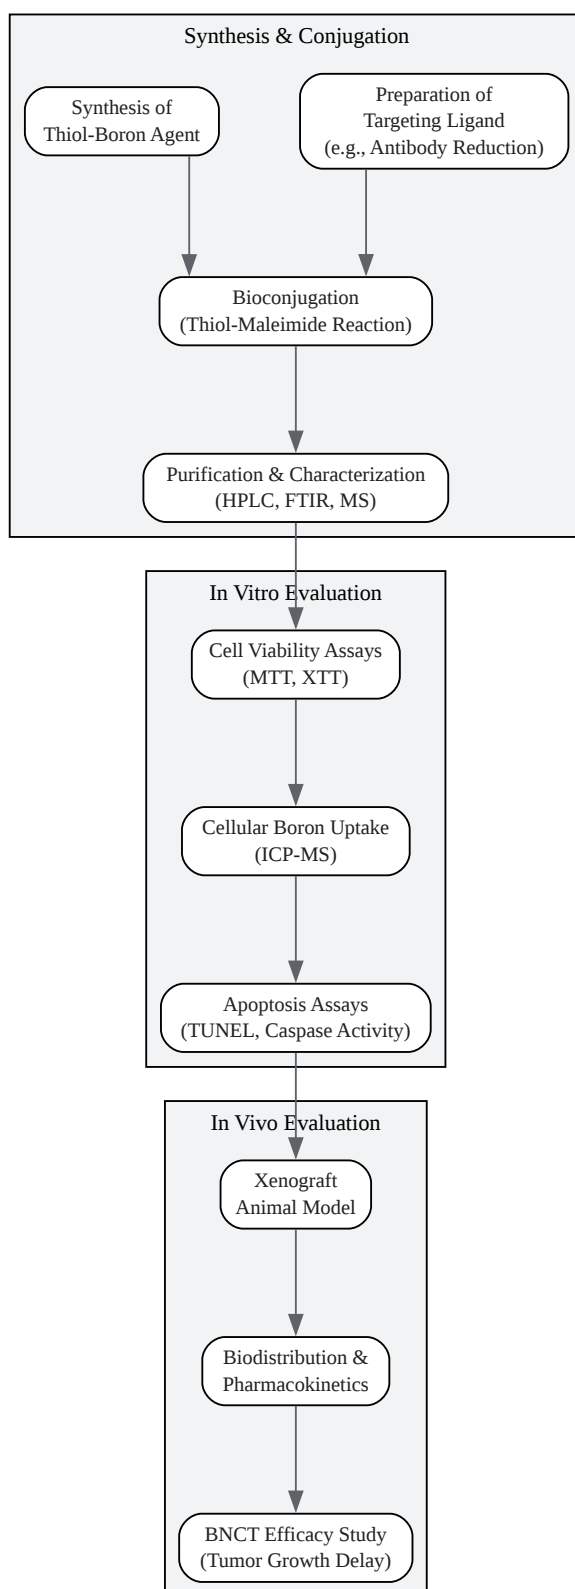 Synthesis & Conjugation
Synthesis of
Thiol-Boron Agent
Preparation of
Targeting Ligand
(e.g., Antibody Reduction)
Bioconjugation
(Thiol-Maleimide Reaction)
Purification & Characterization
(HPLC, FTIR, MS)
In Vitro Evaluation
Cell Viability Assays
(MTT, XTT)
Cellular Boron Uptake
(ICP-MS)
Apoptosis Assays
(TUNEL, Caspase Activity)
In Vivo Evaluation
Xenograft
Animal Model
Biodistribution &
Pharmacokinetics
BNCT Efficacy Study
(Tumor Growth Delay)